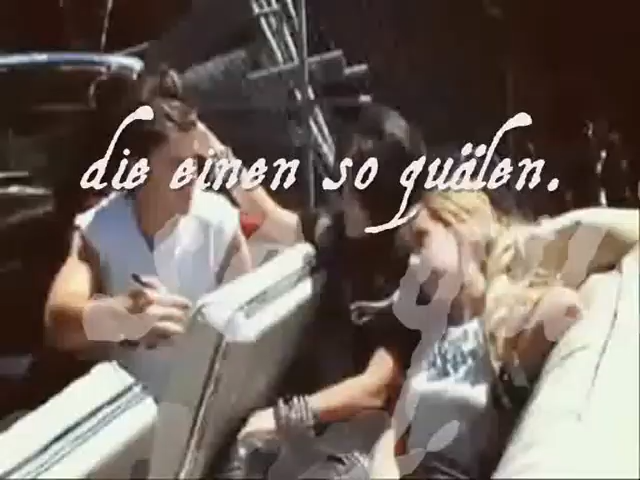 die einen so quälen.